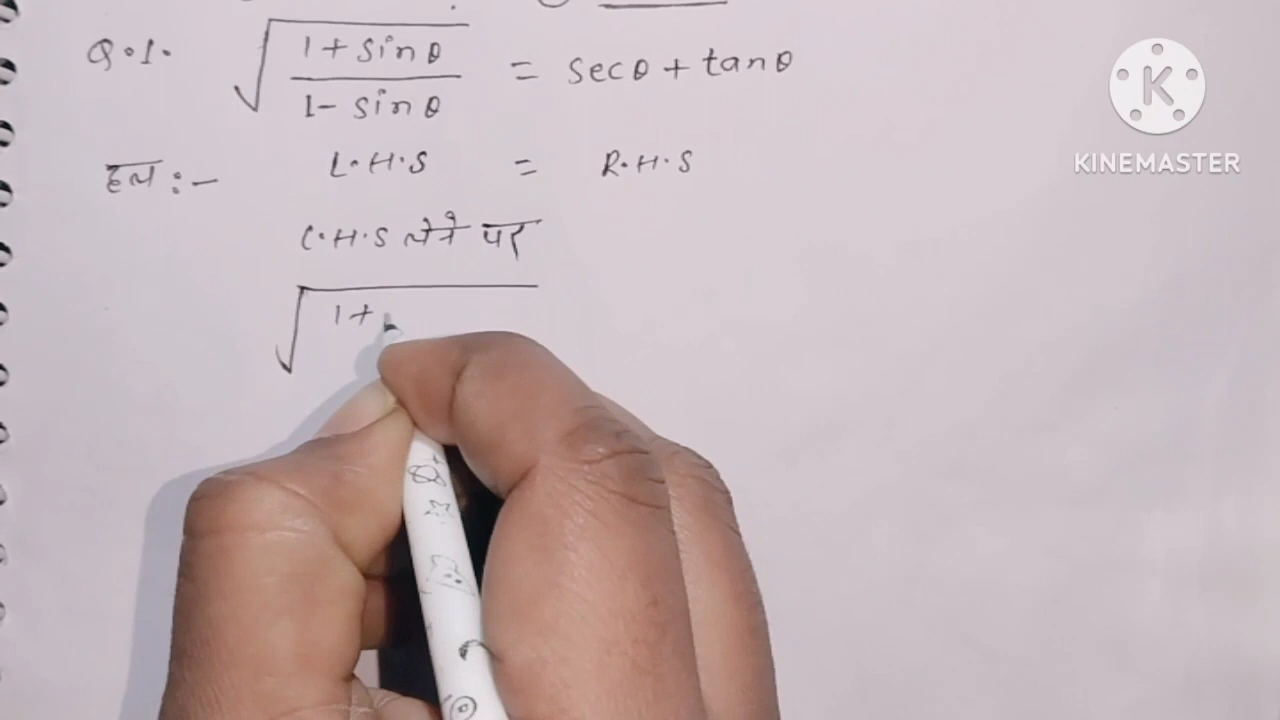 Q.1. √(1 + sinθ / 1 - sinθ) = secθ + tanθ
हल :- L.H.S = R.H.S
L.H.S लेने पर
√1+
KINEMASTER